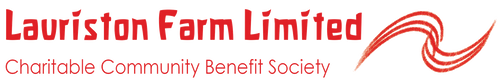 Lauriston Farm Limited
Charitable Community Benefit Society